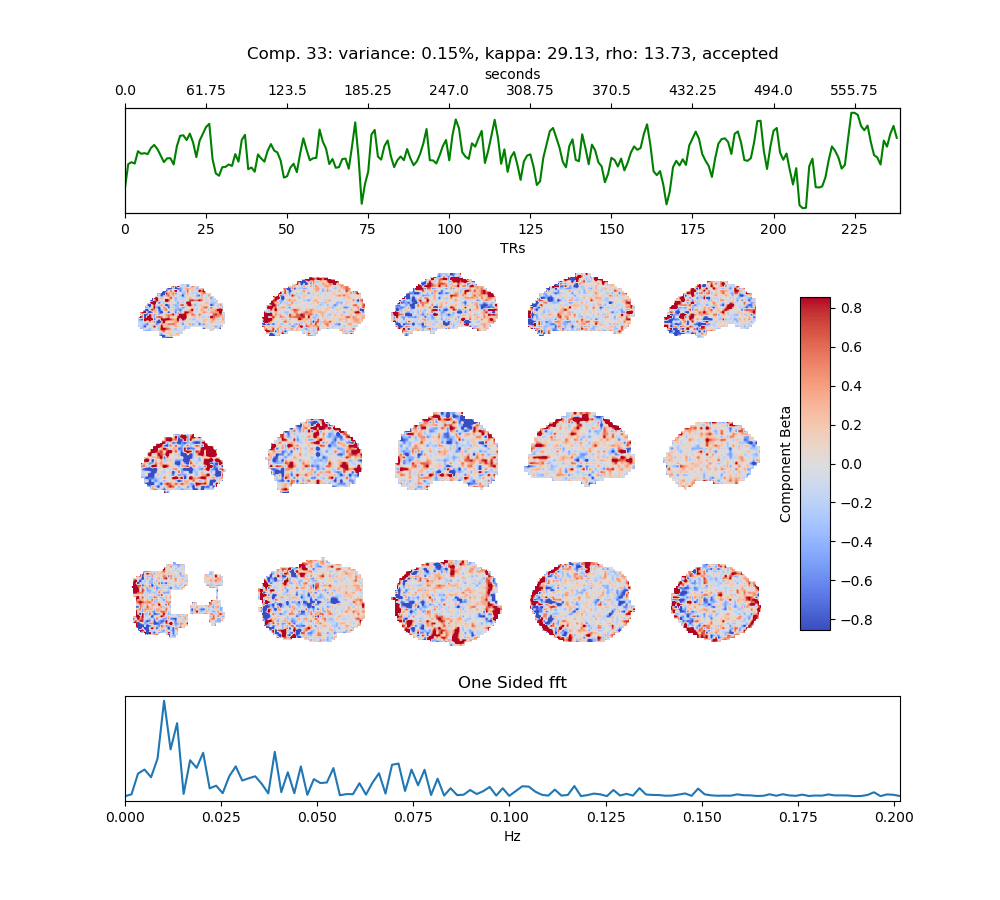 Comp. 33: variance: 0.15%, kappa: 29.13, rho: 13.73, accepted
seconds
0.0 61.75 123.5 185.25 247.0 308.75 370.5 432.25 494.0 555.75
0 25 50 75 100 125 150 175 200 225
TRs
0.8
0.6
0.4
0.2
0.0
−0.2
−0.4
−0.6
−0.8
Component Beta
One Sided fft
0.000 0.025 0.050 0.075 0.100 0.125 0.150 0.175 0.200
Hz